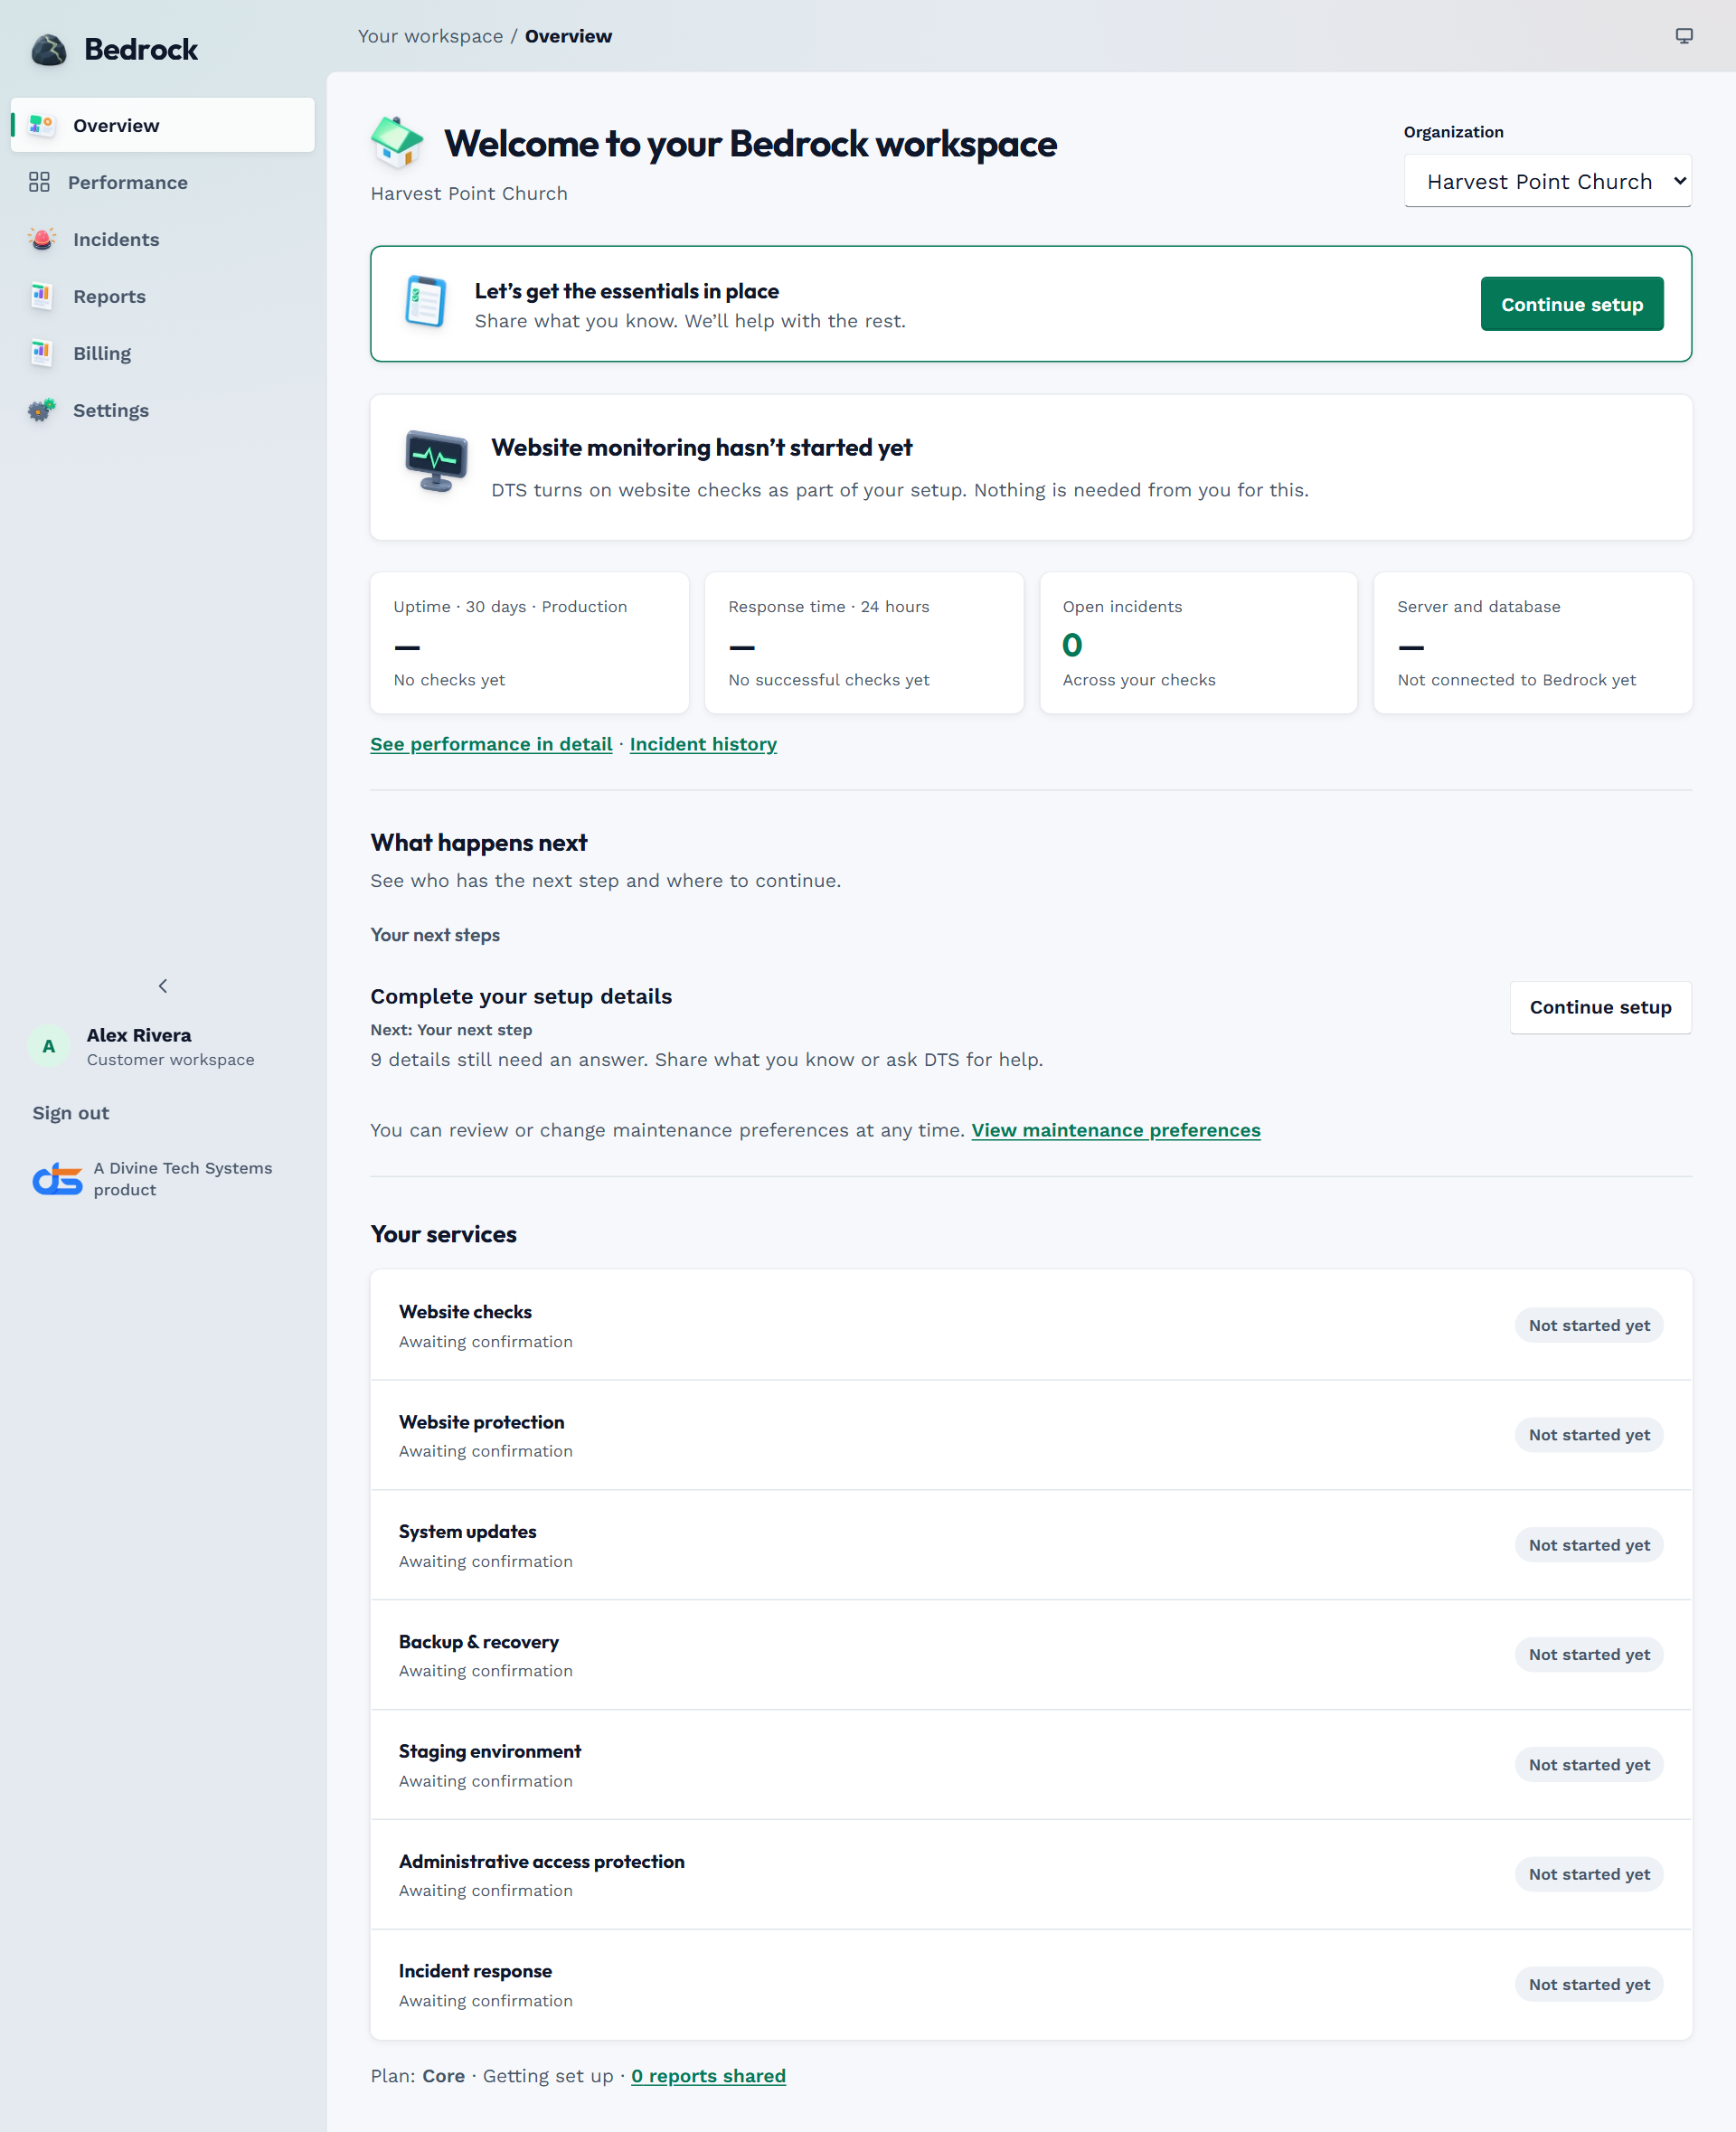 Bedrock
Your workspace / Overview
Overview
Performance
Incidents
Reports
Billing
Settings
Welcome to your Bedrock workspace
Harvest Point Church
Organization
Harvest Point Church
Let’s get the essentials in place
Share what you know. We’ll help with the rest.
Continue setup
Website monitoring hasn’t started yet
DTS turns on website checks as part of your setup. Nothing is needed from you for this.
Uptime · 30 days · Production
—
No checks yet
Response time · 24 hours
—
No successful checks yet
Open incidents
0
Across your checks
Server and database
—
Not connected to Bedrock yet
See performance in detail · Incident history
What happens next
See who has the next step and where to continue.
Your next steps
Complete your setup details
Next: Your next step
9 details still need an answer. Share what you know or ask DTS for help.
Continue setup
You can review or change maintenance preferences at any time. View maintenance preferences
A
Alex Rivera
Customer workspace
Sign out
A Divine Tech Systems
product
Your services
Website checks
Awaiting confirmation
Not started yet
Website protection
Awaiting confirmation
Not started yet
System updates
Awaiting confirmation
Not started yet
Backup & recovery
Awaiting confirmation
Not started yet
Staging environment
Awaiting confirmation
Not started yet
Administrative access protection
Awaiting confirmation
Not started yet
Incident response
Awaiting confirmation
Not started yet
Plan: Core · Getting set up · 0 reports shared